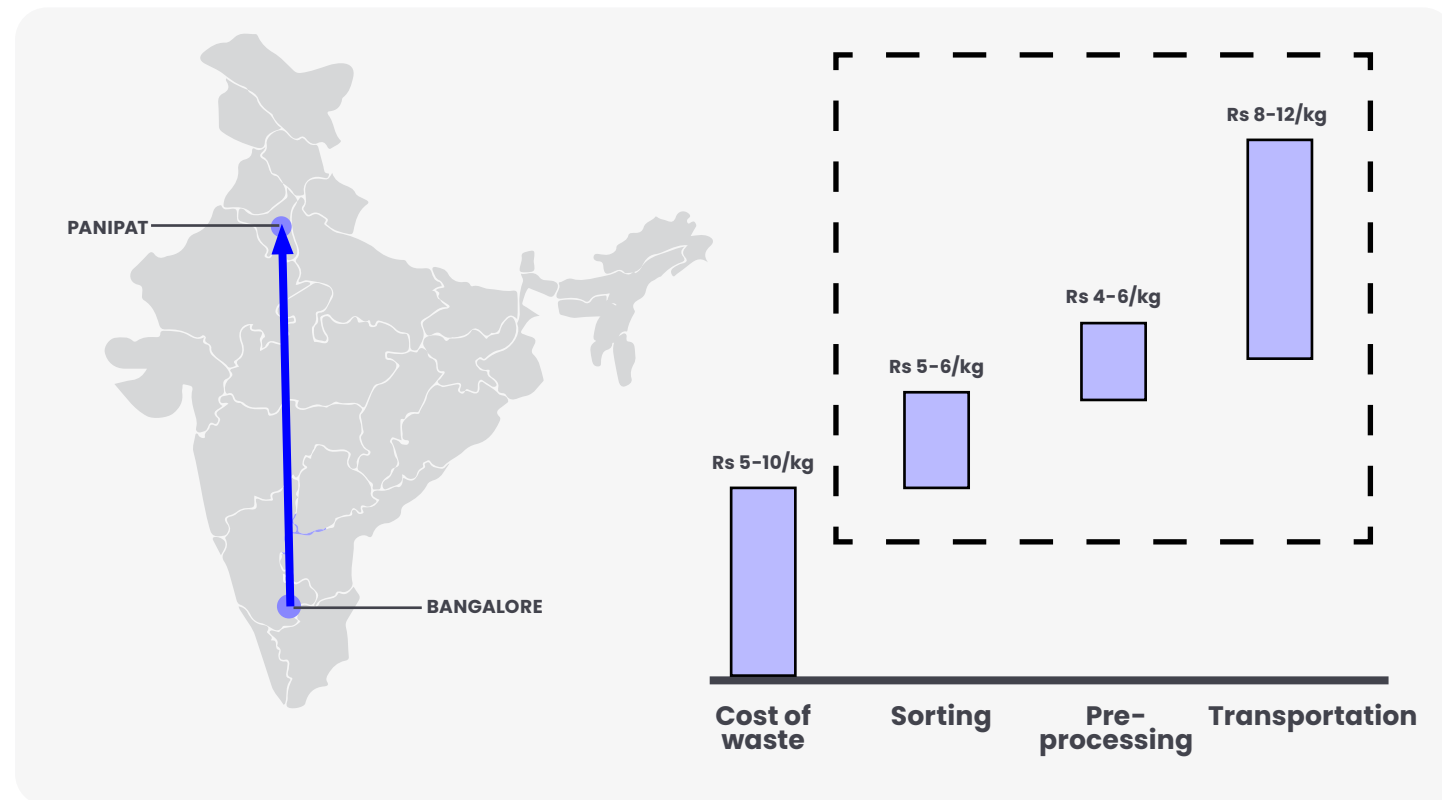 PANIPAT
BANGALORE
Rs 5-10/kg
Rs 5-6/kg
Rs 4-6/kg
Rs 8-12/kg
Cost of
waste
Sorting
Pre-
processing
Transportation